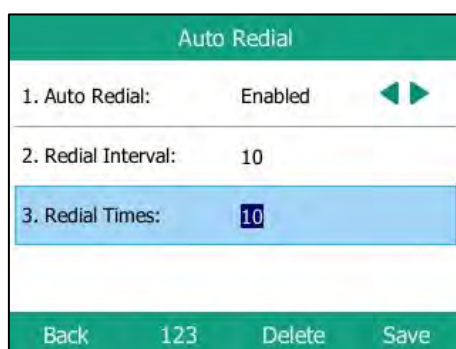 Auto Redial
1. Auto Redial: Enabled
2. Redial Interval: 10
3. Redial Times: 10
Back 123 Delete Save